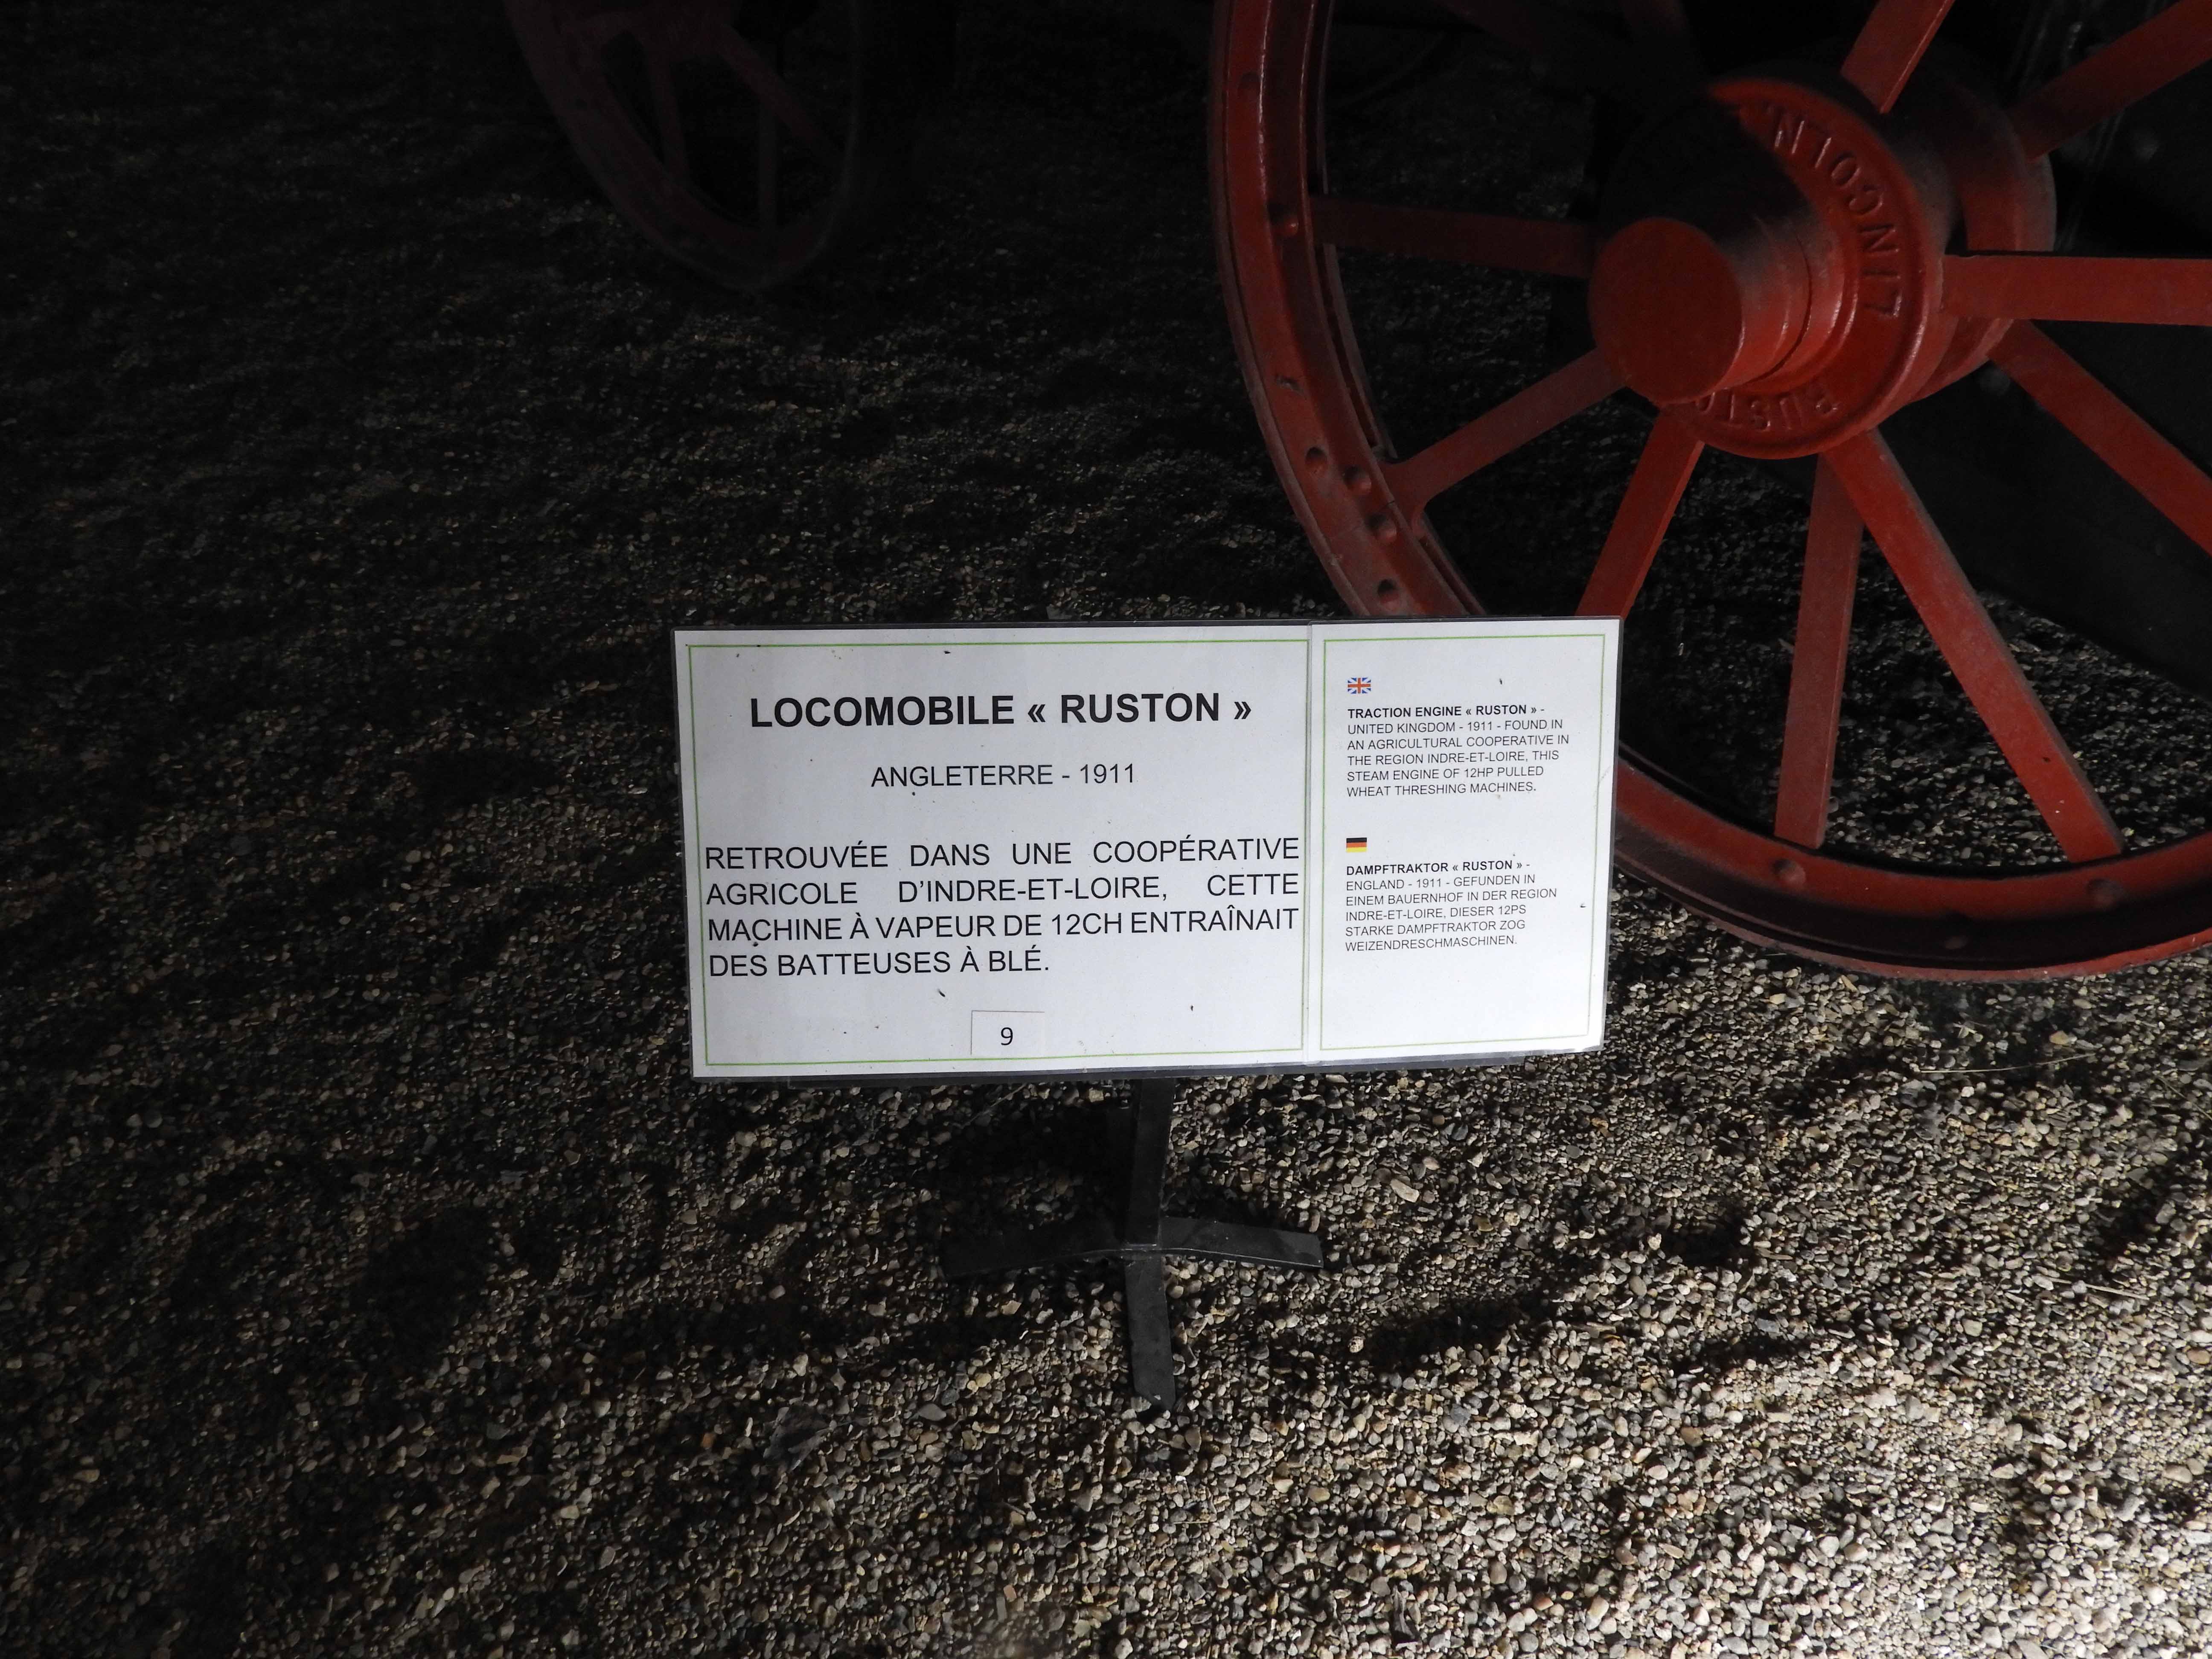 LINCOLN
RUSTO
LOCOMOBILE « RUSTON »
ANGLETERRE - 1911
RETROUVÉE DANS UNE COOPÉRATIVE
AGRICOLE D'INDRE-ET-LOIRE, CETTE
MACHINE À VAPEUR DE 12CH ENTRAÎNAIT
DES BATTEUSES À BLÉ.
9
TRACTION ENGINE « RUSTON » -
UNITED KINGDOM - 1911 - FOUND IN
AN AGRICULTURAL COOPERATIVE IN
THE REGION INDRE-ET-LOIRE, THIS
STEAM ENGINE OF 12HP PULLED
WHEAT THRESHING MACHINES.
DAMPFTRAKTOR « RUSTON » -
ENGLAND - 1911 - GEFUNDEN IN
EINEM BAUERNHOF IN DER REGION
INDRE-ET-LOIRE, DIESER 12PS
STARKE DAMPFTRAKTOR ZOG
WEIZENDRESCHMASCHINEN.